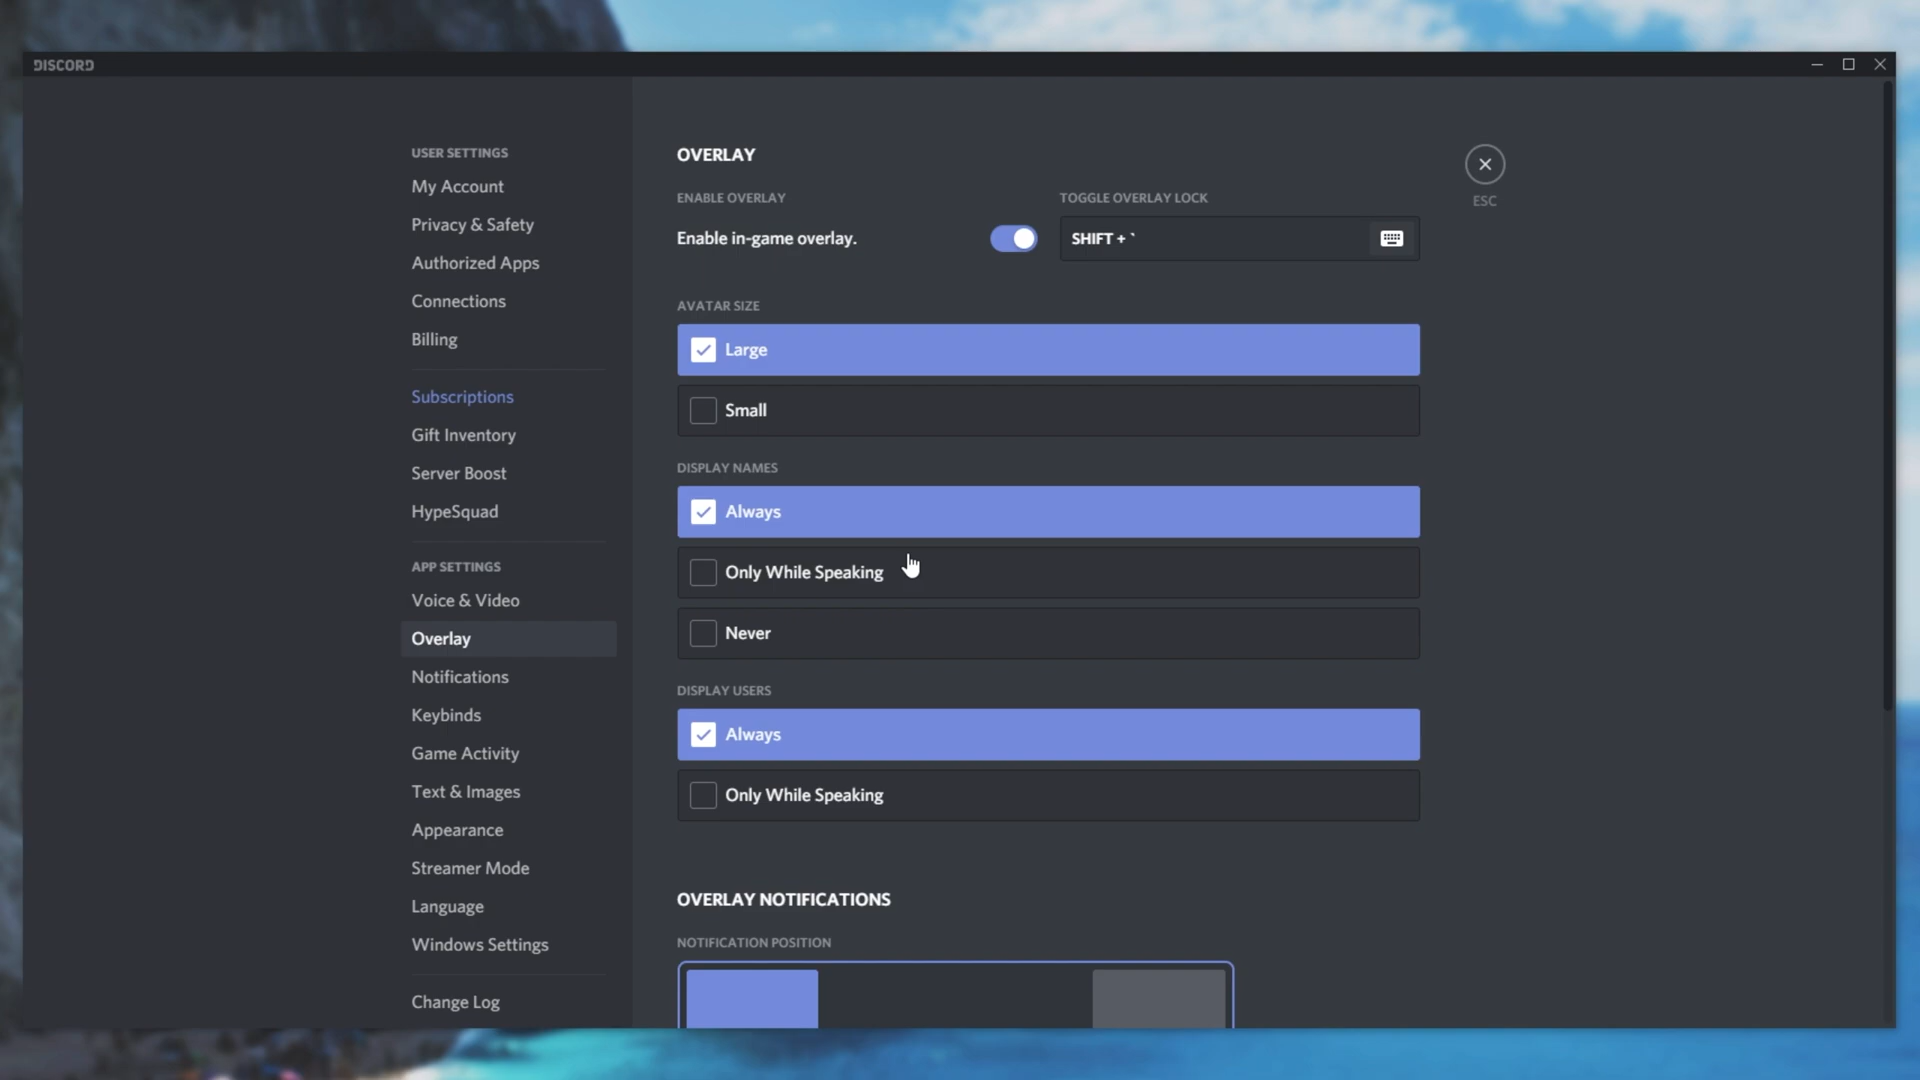 DISCORD
USER SETTINGS
My Account
Privacy & Safety
Authorized Apps
Connections
Billing
Subscriptions
Gift Inventory
Server Boost
HypeSquad
APP SETTINGS
Voice & Video
Overlay
Notifications
Keybinds
Game Activity
Text & Images
Appearance
Streamer Mode
Language
Windows Settings
Change Log
OVERLAY
ENABLE OVERLAY
Enable in-game overlay.
TOGGLE OVERLAY LOCK
SHIFT + `
ESC
AVATAR SIZE
Large
Small
DISPLAY NAMES
Always
Only While Speaking
Never
DISPLAY USERS
Always
Only While Speaking
OVERLAY NOTIFICATIONS
NOTIFICATION POSITION